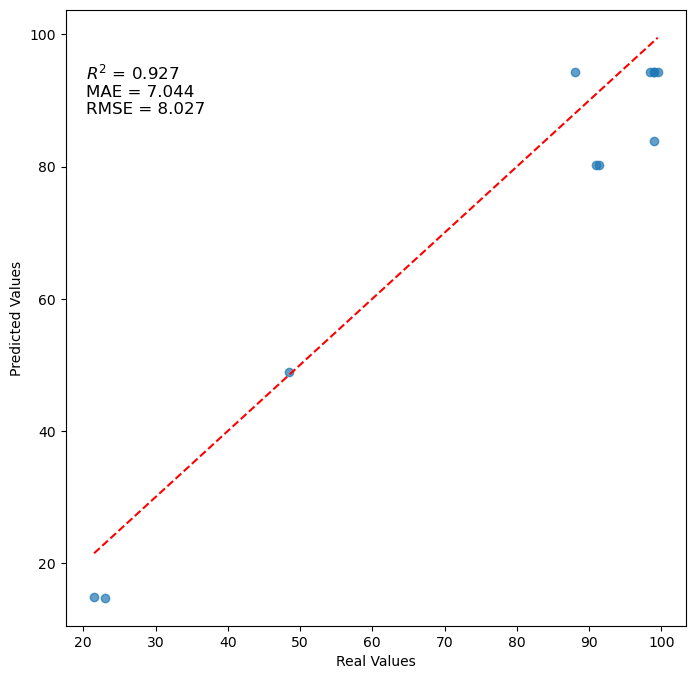 100
80
60
40
20
Predicted Values
R² = 0.927
MAE = 7.044
RMSE = 8.027
20 30 40 50 60 70 80 90 100
Real Values